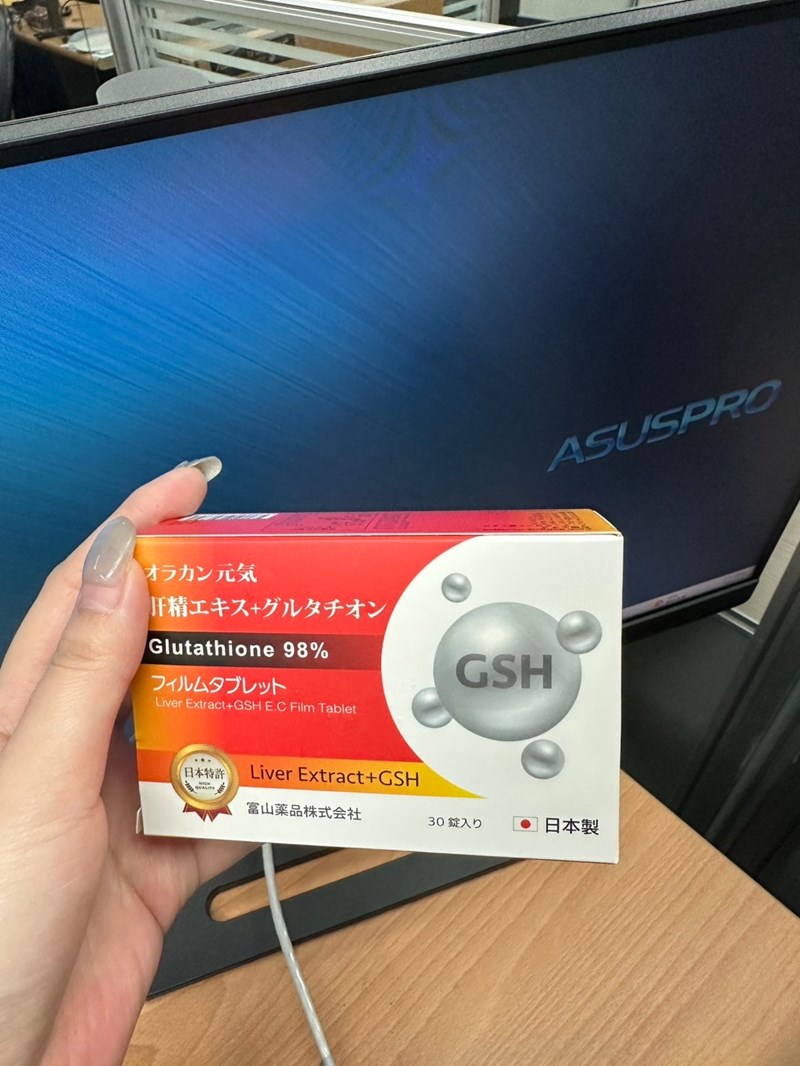 ASUSPRO
オラカン元気
肝精エキス+グルタチオン
Glutathione 98%
フィルムタブレット
Liver Extract+GSH E.C Film Tablet
GSH
日本特許
HIGH
QUALITY
Liver Extract+GSH
富山薬品株式会社
30 錠入り
日本製